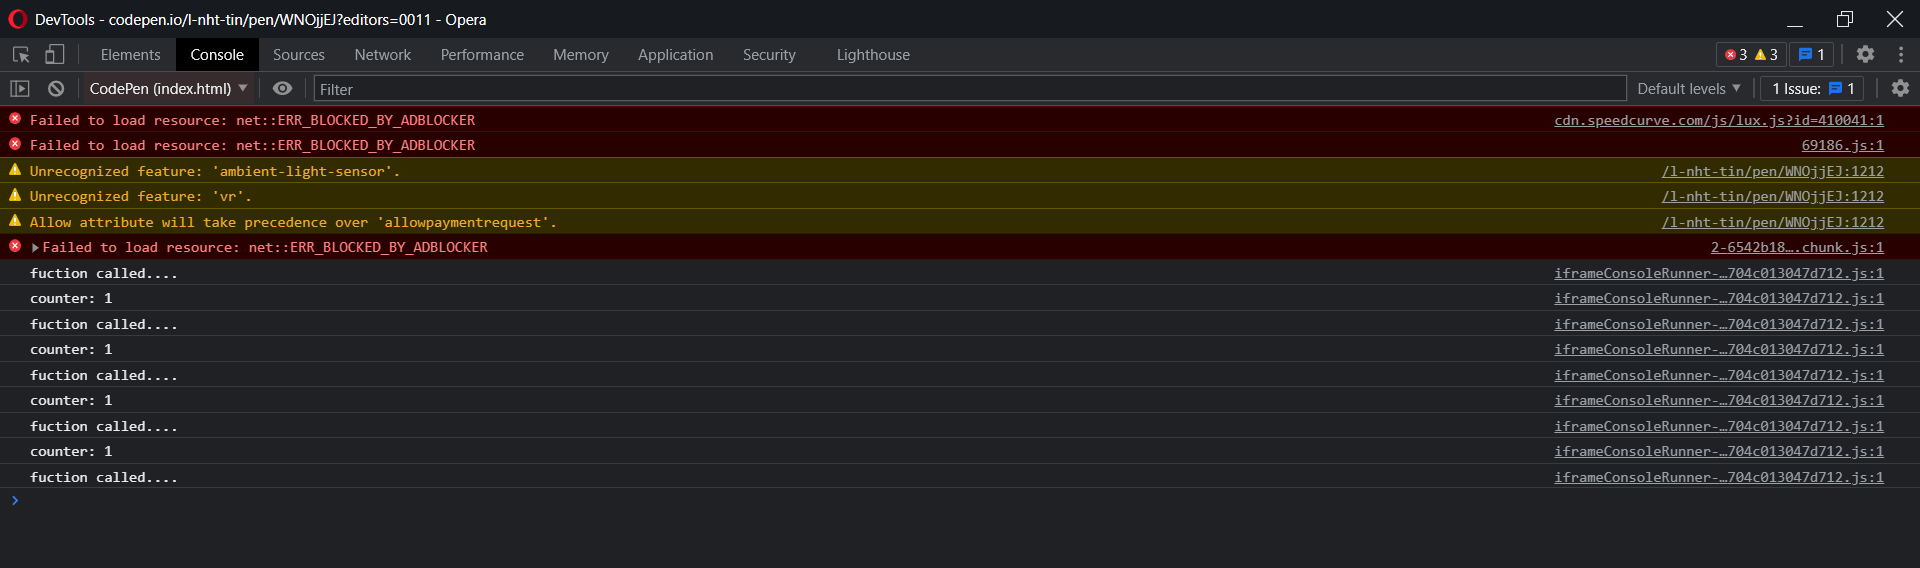 DevTools - codepen.io/l-nht-tin/pen/WNOjjEJ?editors=0011 - Opera
Elements Console Sources Network Performance Memory Application Security Lighthouse 3 3 1
CodePen (index.html) Filter Default levels 1 Issue: 1
Failed to load resource: net::ERR_BLOCKED_BY_ADBLOCKER cdn.speedcurve.com/js/lux.js?id=410041:1
Failed to load resource: net::ERR_BLOCKED_BY_ADBLOCKER 69186.js:1
Unrecognized feature: 'ambient-light-sensor'. /l-nht-tin/pen/WNOjjEJ:1212
Unrecognized feature: 'vr'. /l-nht-tin/pen/WNOjjEJ:1212
Allow attribute will take precedence over 'allowpaymentrequest'. /l-nht-tin/pen/WNOjjEJ:1212
Failed to load resource: net::ERR_BLOCKED_BY_ADBLOCKER 2-6542b18….chunk.js:1
fuction called.... iframeConsoleRunner-…704c013047d712.js:1
counter: 1 iframeConsoleRunner-…704c013047d712.js:1
fuction called.... iframeConsoleRunner-…704c013047d712.js:1
counter: 1 iframeConsoleRunner-…704c013047d712.js:1
fuction called.... iframeConsoleRunner-…704c013047d712.js:1
counter: 1 iframeConsoleRunner-…704c013047d712.js:1
fuction called.... iframeConsoleRunner-…704c013047d712.js:1
counter: 1 iframeConsoleRunner-…704c013047d712.js:1
fuction called.... iframeConsoleRunner-…704c013047d712.js:1